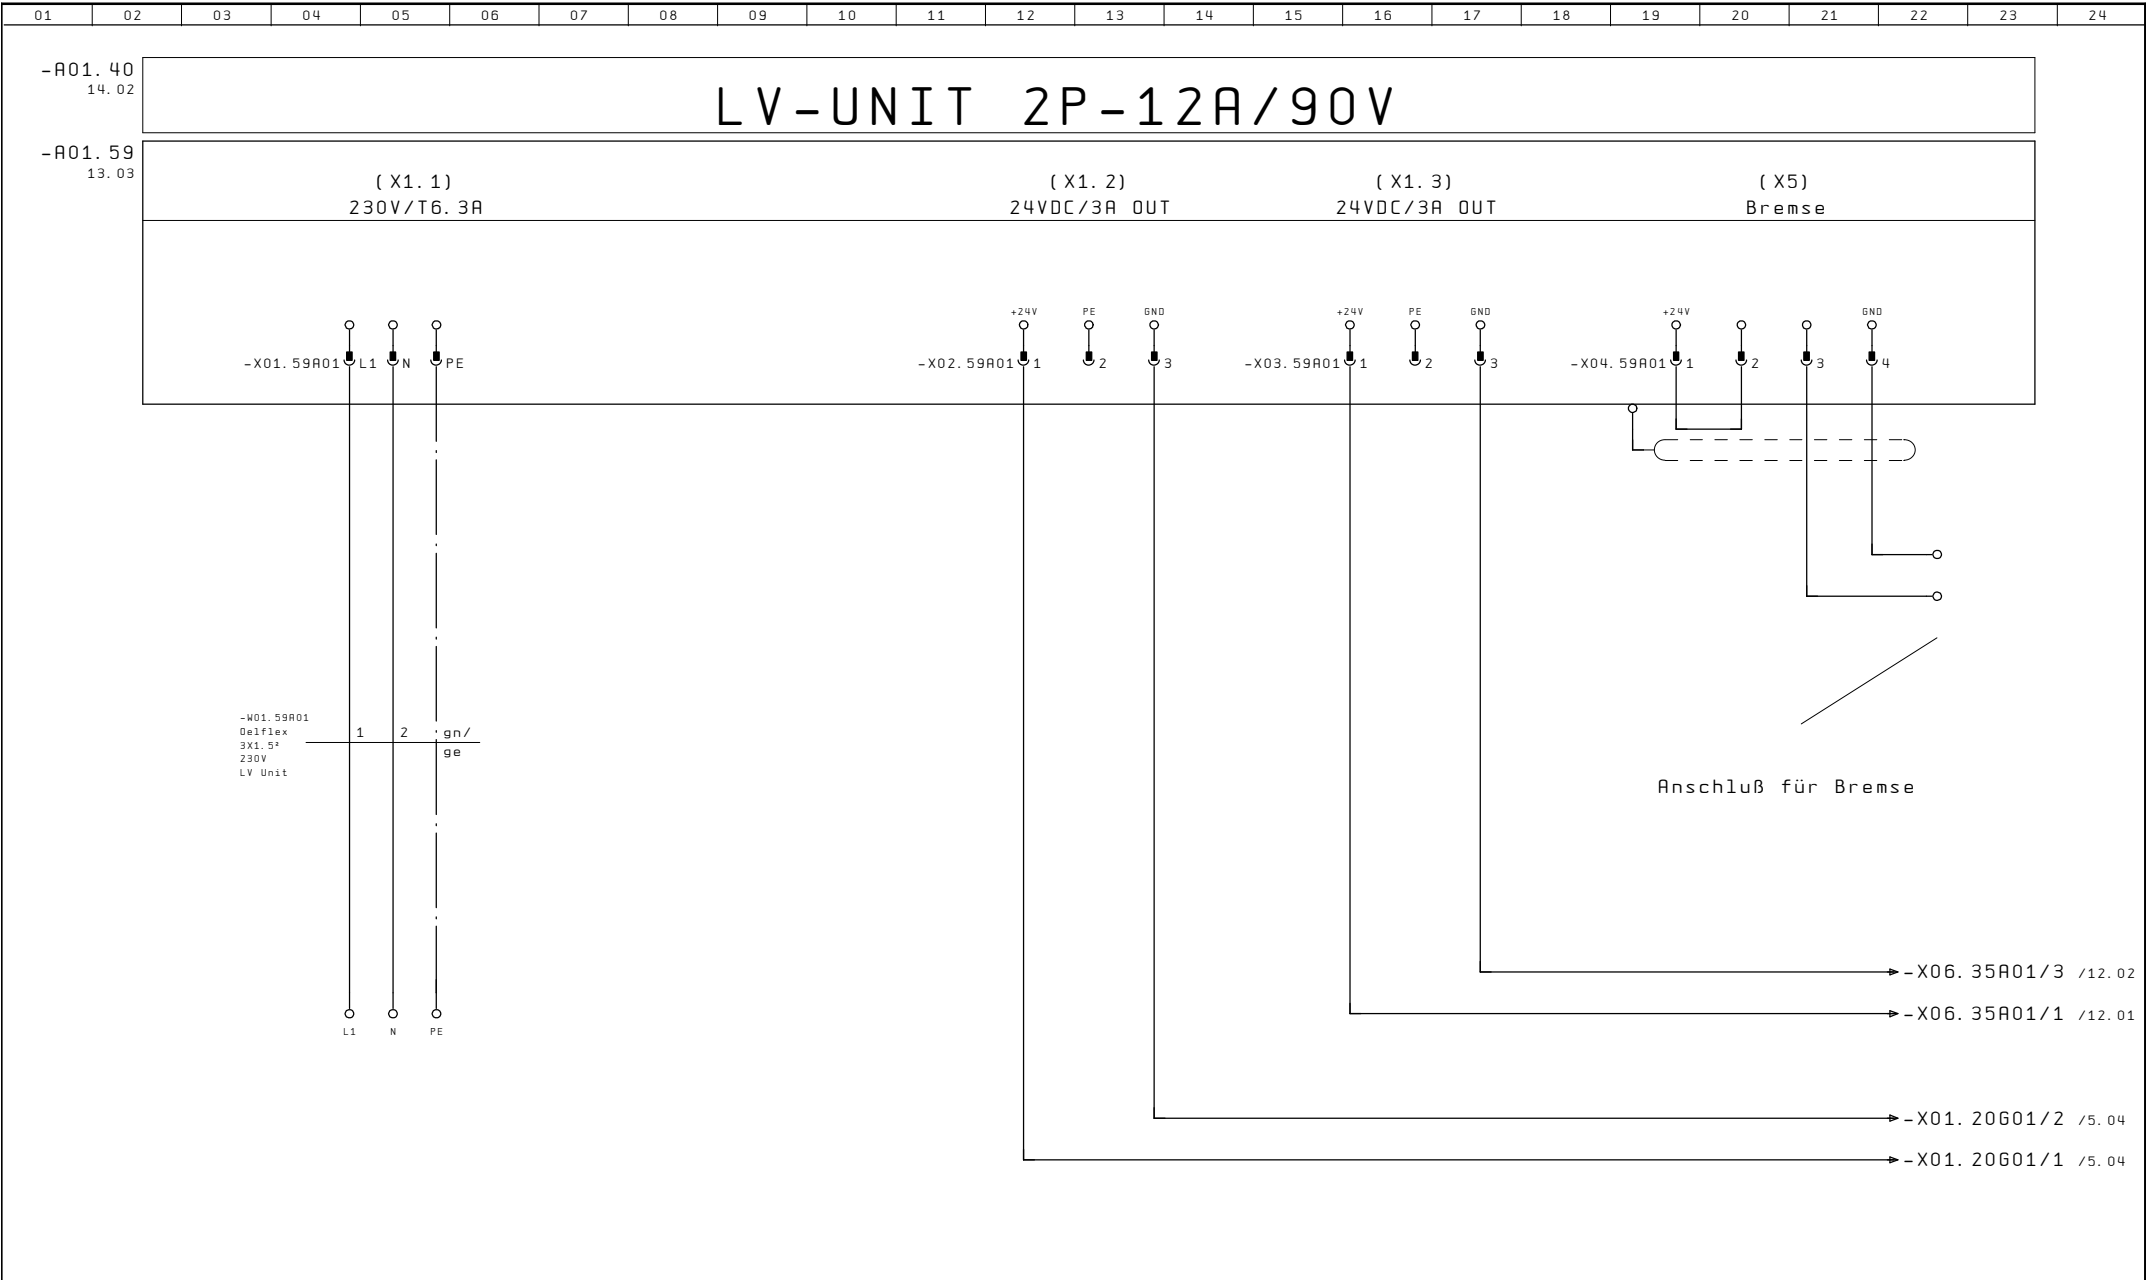 01 02 03 04 05 06 07 08 09 10 11 12 13 14 15 16 17 18 19 20 21 22 23 24
-A01.40
14.02
LV-UNIT 2P-12A/90V
-A01.59
13.03
(X1.1) (X1.2) (X1.3) (X5)
230V/T6.3A 24VDC/3A OUT 24VDC/3A OUT Bremse
+24V PE GND +24V PE GND +24V GND
-X01.59A01 L1 N PE -X02.59A01 1 2 3 -X03.59A01 1 2 3 -X04.59A01 1 2 3 4
-W01.59A01
Oelflex 1 2 gn/
3X1.5² ge
230V
LV Unit
Anschluß für Bremse
-X06.35A01/3 /12.02
-X06.35A01/1 /12.01
L1 N PE
-X01.20G01/2 /5.04
-X01.20G01/1 /5.04